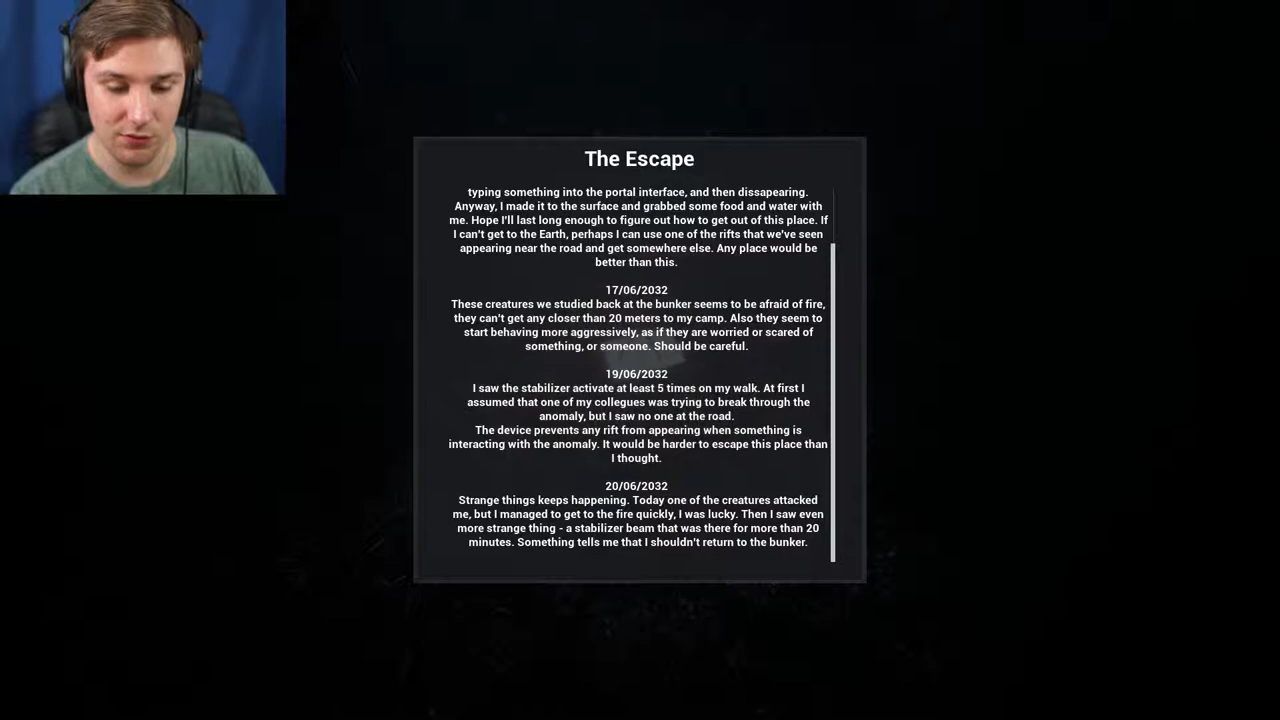 The Escape
typing something into the portal interface, and then dissapearing.
Anyway, I made it to the surface and grabbed some food and water with
me. Hope I'll last long enough to figure out how to get out of this place. If
I can't get to the Earth, perhaps I can use one of the rifts that we've seen
appearing near the road and get somewhere else. Any place would be
better than this.
17/06/2032
These creatures we studied back at the bunker seems to be afraid of fire,
they can't get any closer than 20 meters to my camp. Also they seem to
start behaving more aggressively, as if they are worried or scared of
something, or someone. Should be careful.
19/06/2032
I saw the stabilizer activate at least 5 times on my walk. At first I
assumed that one of my collegues was trying to break through the
anomaly, but I saw no one at the road.
The device prevents any rift from appearing when something is
interacting with the anomaly. It would be harder to escape this place than
I thought.
20/06/2032
Strange things keeps happening. Today one of the creatures attacked
me, but I managed to get to the fire quickly, I was lucky. Then I saw even
more strange thing - a stabilizer beam that was there for more than 20
minutes. Something tells me that I shouldn't return to the bunker.